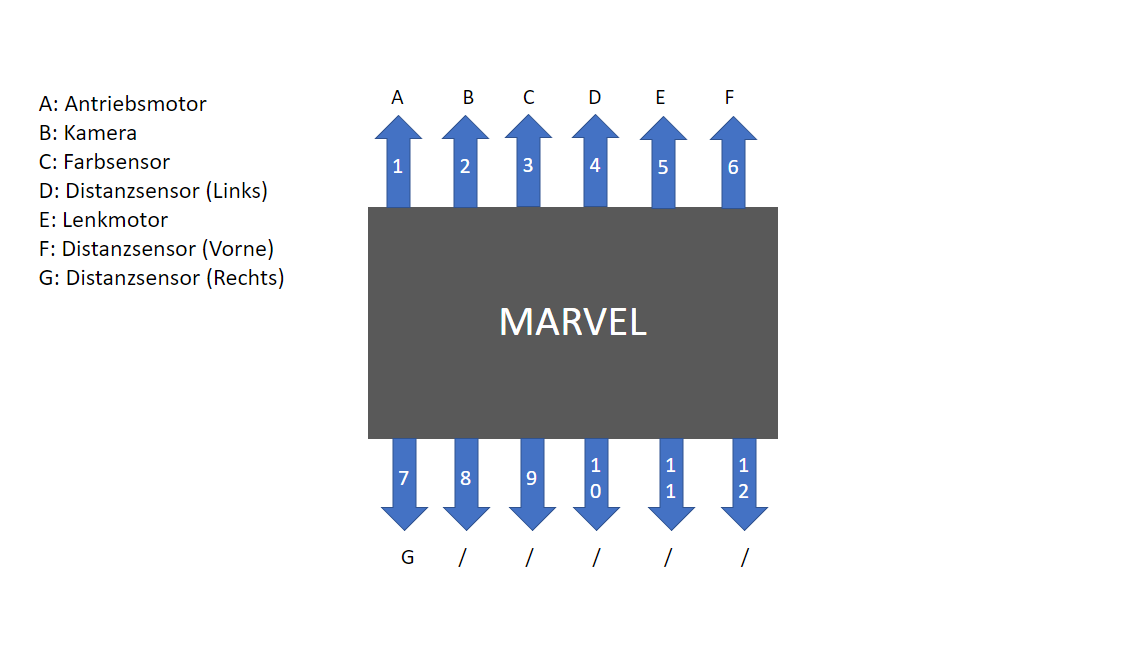 A: Antriebsmotor
B: Kamera
C: Farbsensor
D: Distanzsensor (Links)
E: Lenkmotor
F: Distanzsensor (Vorne)
G: Distanzsensor (Rechts)
A B C D E F
1 2 3 4 5 6
MARVEL
7 8 9 10 11 12
G / / / / /